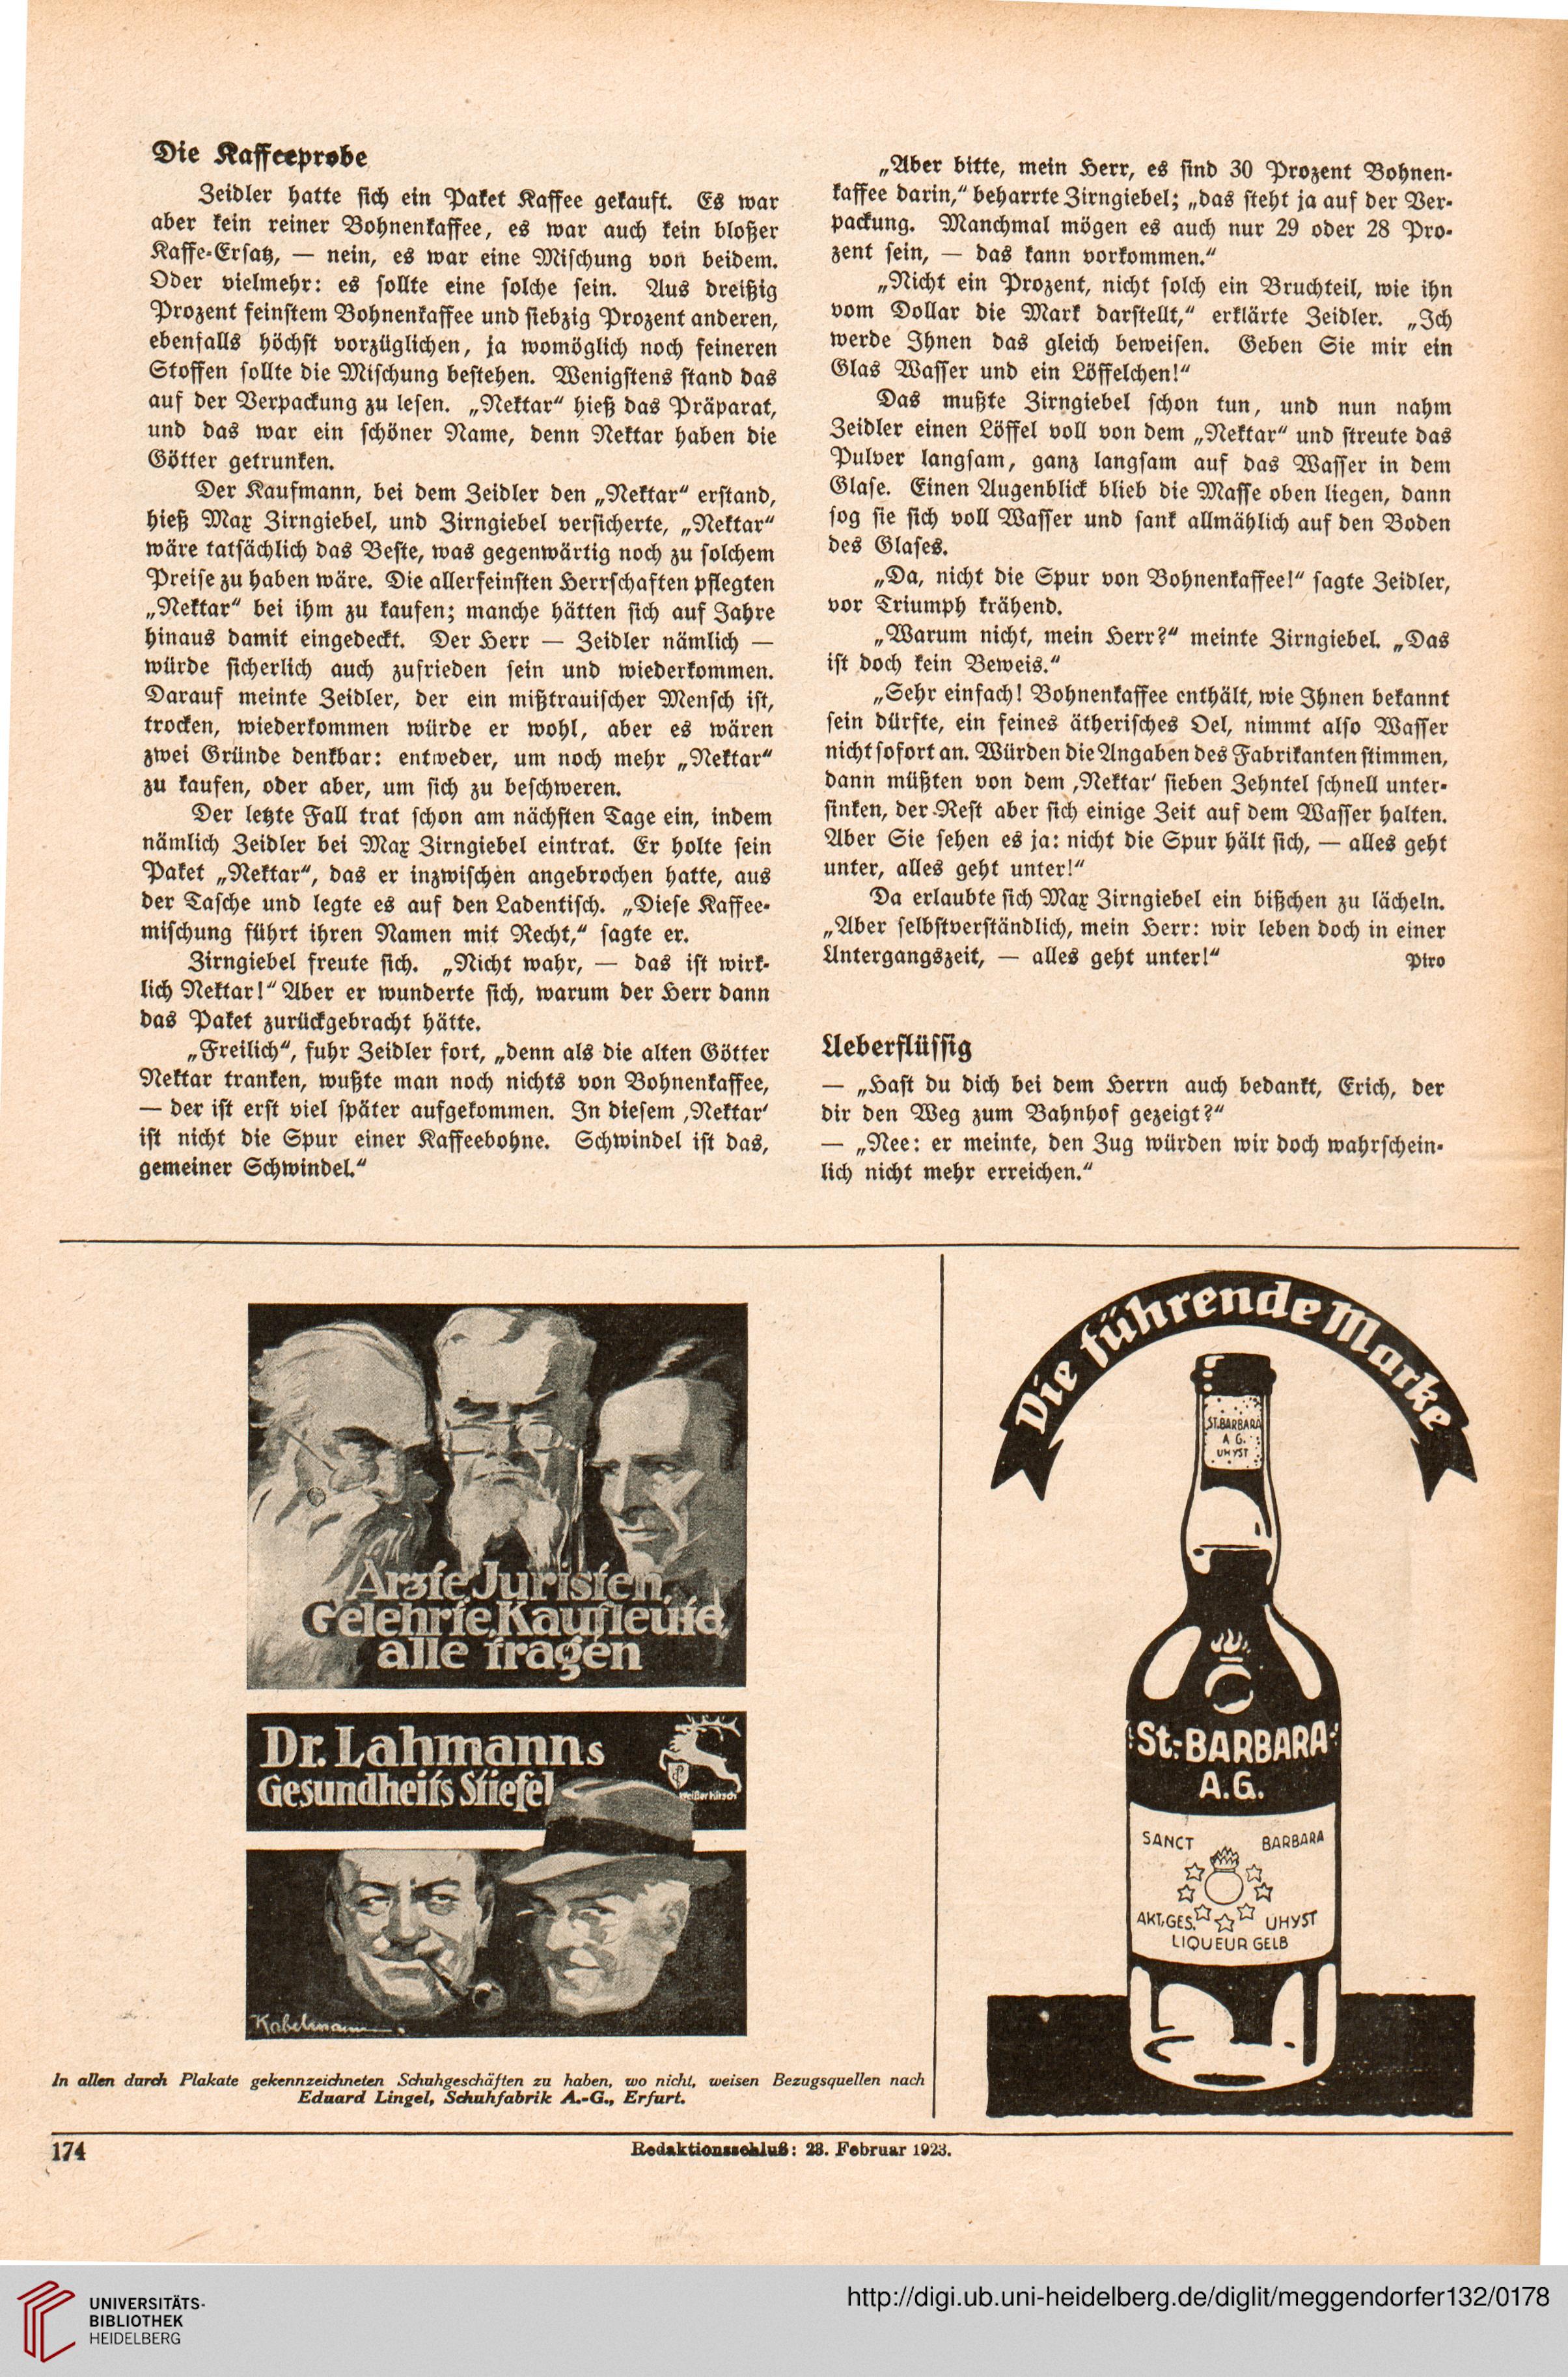 Die Kaffeeprobe
Zeidler hatte sich ein Paket Kaffee gekauft. Es war
aber kein reiner Bohnenkaffee, es war auch kein bloßer
Kaffe-Ersatz, — nein, es war eine Mischung von beidem.
Oder vielmehr: es sollte eine solche sein. Aus dreißig
Prozent feinstem Bohnenkaffee und siebzig Prozent anderen,
ebenfalls höchst vorzüglichen, ja womöglich noch feineren
Stoffen sollte die Mischung bestehen. Wenigstens stand das
auf der Verpackung zu lesen. „Nektar“ hieß das Präparat,
und das war ein schöner Name, denn Nektar haben die
Götter getrunken.
Der Kaufmann, bei dem Zeidler den „Nektar“ erstand,
hieß Max Zirngiebel, und Zirngiebel versicherte, „Nektar“
wäre tatsächlich das Beste, was gegenwärtig noch zu solchem
Preise zu haben wäre. Die allerfeinsten Herrschaften pflegten
„Nektar“ bei ihm zu kaufen; manche hätten sich auf Jahre
hinaus damit eingedeckt. Der Herr — Zeidler nämlich —
würde sicherlich auch zufrieden sein und wiederkommen.
Darauf meinte Zeidler, der ein mißtrauischer Mensch ist,
trocken, wiederkommen würde er wohl, aber es wären
zwei Gründe denkbar: entweder, um noch mehr „Nektar“
zu kaufen, oder aber, um sich zu beschweren.
Der letzte Fall trat schon am nächsten Tage ein, indem
nämlich Zeidler bei Max Zirngiebel eintrat. Er holte sein
Paket „Nektar“, das er inzwischen angebrochen hatte, aus
der Tasche und legte es auf den Ladentisch. „Diese Kaffee-
mischung führt ihren Namen mit Recht,“ sagte er.
Zirngiebel freute sich. „Nicht wahr, — das ist wirk-
lich Nektar!“ Aber er wunderte sich, warum der Herr dann
das Paket zurückgebracht hätte.
„Freilich“, fuhr Zeidler fort, „denn als die alten Götter
Nektar tranken, wußte man noch nichts von Bohnenkaffee,
— der ist erst viel später aufgekommen. In diesem ‚Nektar‘
ist nicht die Spur einer Kaffeebohne. Schwindel ist das,
gemeiner Schwindel.“
„Aber bitte, mein Herr, es sind 30 Prozent Bohnen-
kaffee darin,“ beharrte Zirngiebel; „das steht ja auf der Ver-
packung. Manchmal mögen es auch nur 29 oder 28 Pro-
zent sein, — das kann vorkommen.“
„Nicht ein Prozent, nicht solch ein Bruchteil, wie ihn
vom Dollar die Mark darstellt,“ erklärte Zeidler. „Ich
werde Ihnen das gleich beweisen. Geben Sie mir ein
Glas Wasser und ein Löffelchen!“
Das mußte Zirngiebel schon tun, und nun nahm
Zeidler einen Löffel voll von dem „Nektar“ und streute das
Pulver langsam, ganz langsam auf das Wasser in dem
Glase. Einen Augenblick blieb die Masse oben liegen, dann
sog sie sich voll Wasser und sank allmählich auf den Boden
des Glases.
„Da, nicht die Spur von Bohnenkaffee!“ sagte Zeidler,
vor Triumph krähend.
„Warum nicht, mein Herr?“ meinte Zirngiebel. „Das
ist doch kein Beweis.“
„Sehr einfach! Bohnenkaffee enthält, wie Ihnen bekannt
sein dürfte, ein feines ätherisches Oel, nimmt also Wasser
nicht sofort an. Würden die Angaben des Fabrikanten stimmen,
dann müßten von dem ‚Nektar‘ sieben Zehntel schnell unter-
sinken, der Rest aber sich einige Zeit auf dem Wasser halten.
Aber Sie sehen es ja: nicht die Spur hält sich, — alles geht
unter, alles geht unter!“
Da erlaubte sich Max Zirngiebel ein bißchen zu lächeln.
„Aber selbstverständlich, mein Herr: wir leben doch in einer
Untergangszeit, — alles geht unter!“ Piro
Ueberflüssig
— „Hast du dich bei dem Herrn auch bedankt, Erich, der
dir den Weg zum Bahnhof gezeigt?“
— „Nee: er meinte, den Zug würden wir doch wahrschein-
lich nicht mehr erreichen.“
Ärzte, Juristen,
Gelehrte, Kaufleute,
alle fragen
Dr. Lahmanns
Gesundheits Stiefel
Weißer Hirsch
Kabelmann
In allen durch Plakate gekennzeichneten Schuhgeschäften zu haben, wo nicht, weisen Bezugsquellen nach
Eduard Lingel, Schuhfabrik A.-G., Erfurt.
Die führende Marke
ST. BARBARA
A G.
UHYST
St.-BARBARA-
A.G.
SANCT BARBARA
AKT.GES. UHYST
LIQUEUR GELB
174
Redaktionsschluß: 23. Februar 1923.
UNIVERSITÄTS-
BIBLIOTHEK
HEIDELBERG
http://digi.ub.uni-heidelberg.de/diglit/meggendorfer132/0178